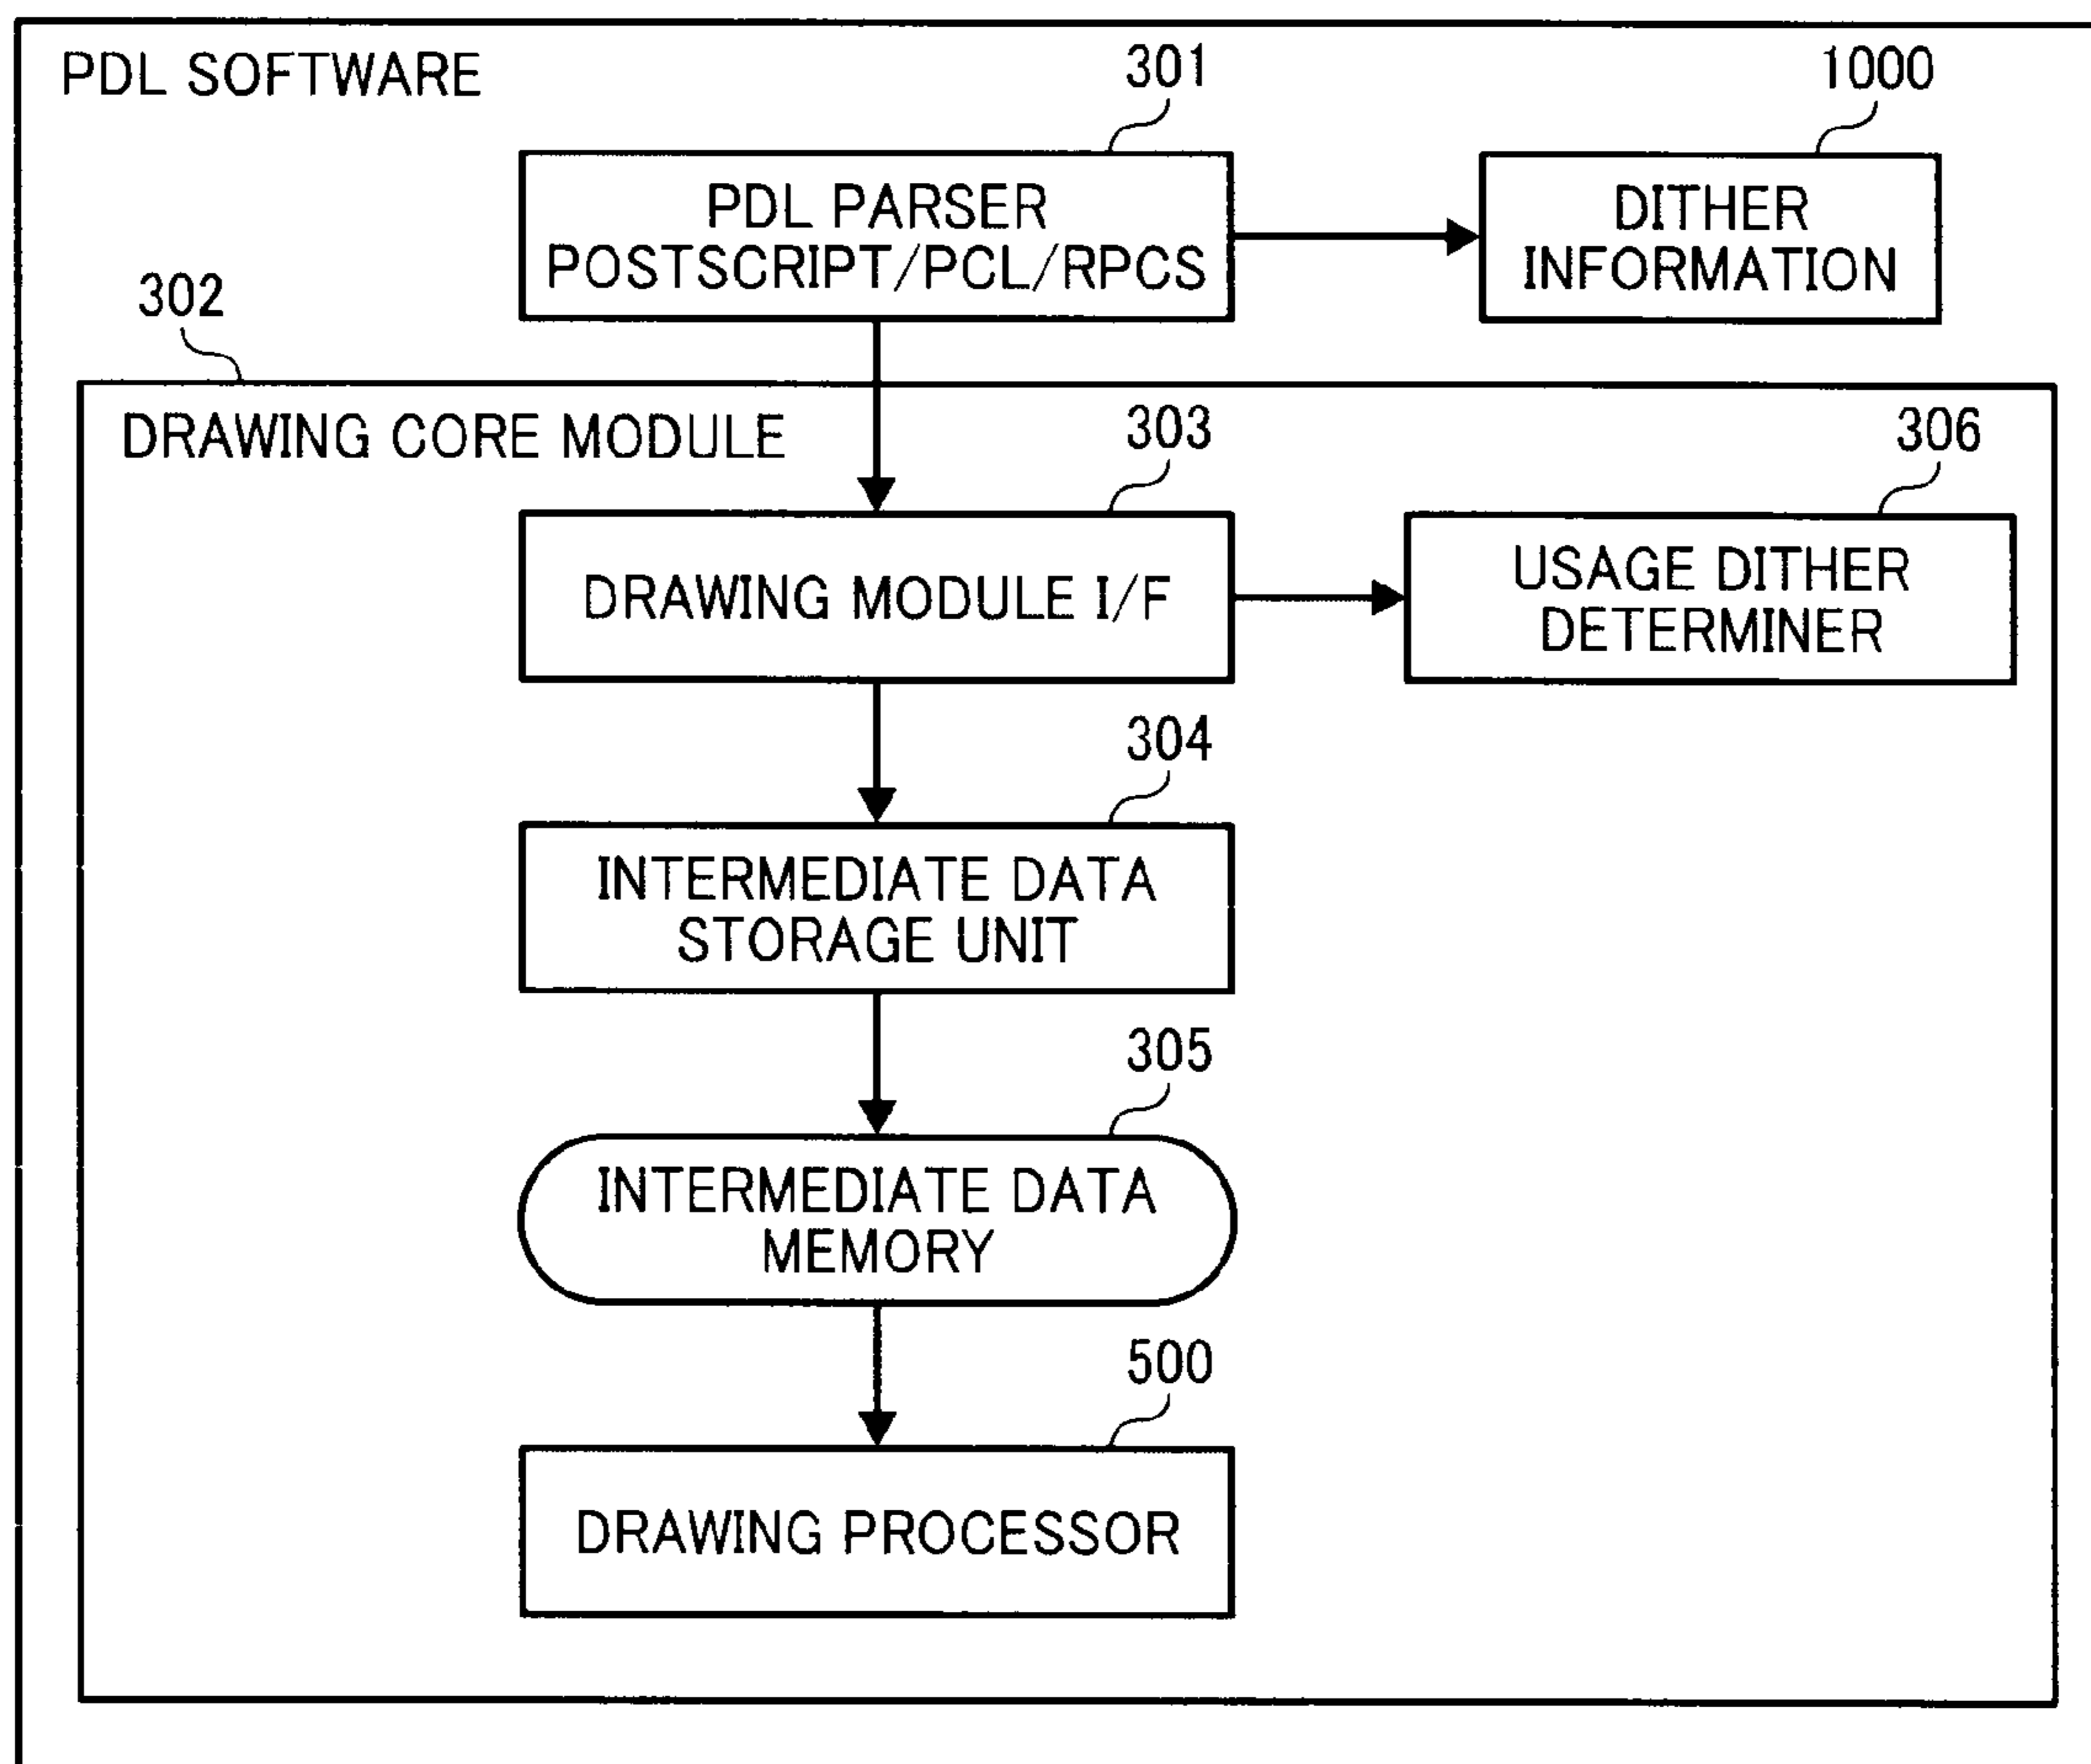 PDL SOFTWARE
301
1000
PDL PARSER
POSTSCRIPT/PCL/RPCS
DITHER
INFORMATION
302
DRAWING CORE MODULE
303
306
DRAWING MODULE I/F
USAGE DITHER
DETERMINER
304
INTERMEDIATE DATA
STORAGE UNIT
305
INTERMEDIATE DATA
MEMORY
500
DRAWING PROCESSOR